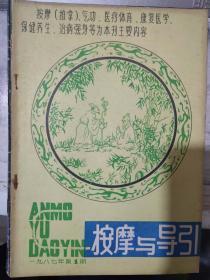 按摩(推拿)、气功、医疗体育、康复医学、
保健养生、治病强身等为本刊主要内容
ANMO
YU
DAOYIN
按摩与导引
一九八七年第1期